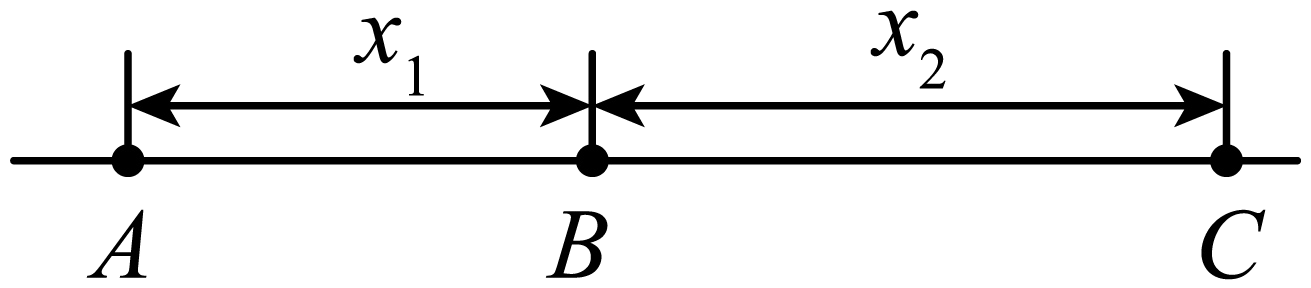 x₁ x₂
A B C